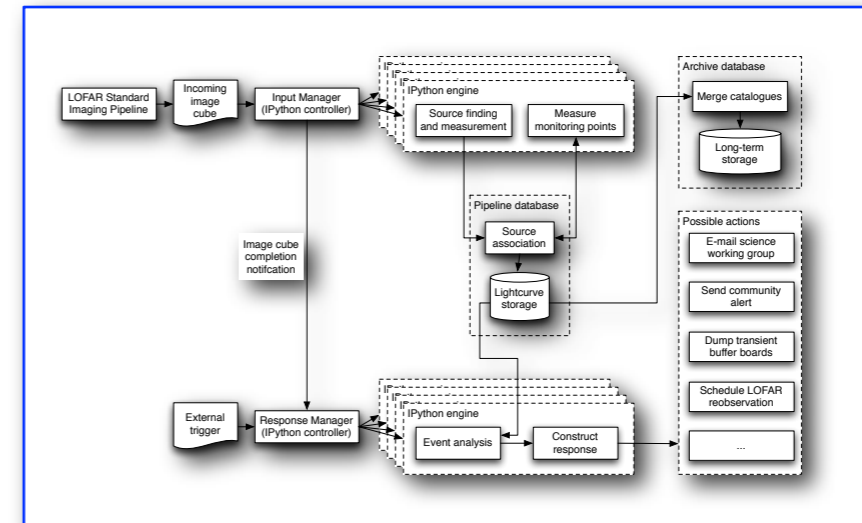 LOFAR Standard
Imaging Pipeline
Incoming
image
cube
Input Manager
(IPython controller)
IPython engine
Source finding
and measurement
Measure
monitoring points
Archive database
Merge catalogues
Long-term
storage
Pipeline database
Source
association
Lightcurve
storage
Image cube
completion
notifcation
Possible actions
E-mail science
working group
Send community
alert
Dump transient
buffer boards
Schedule LOFAR
reobservation
...
External
trigger
Response Manager
(IPython controller)
IPython engine
Event analysis
Construct
response